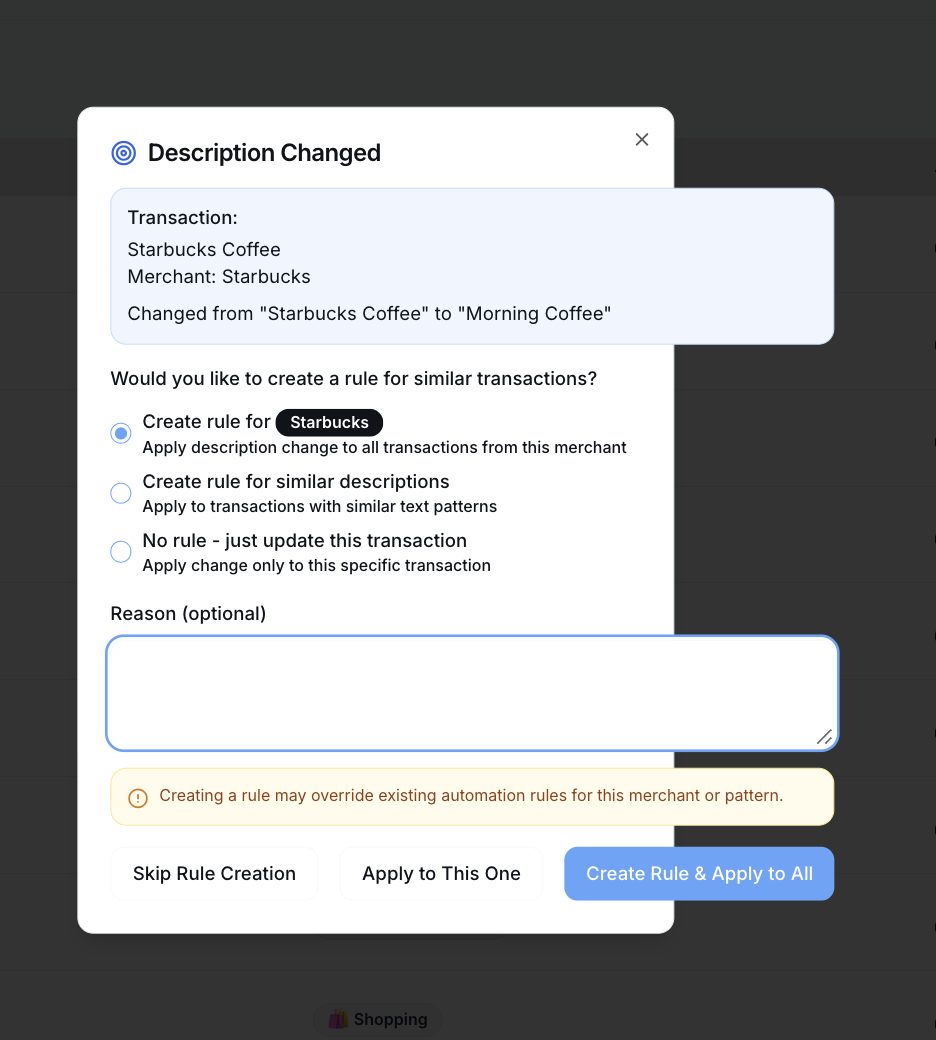 Description Changed
Transaction:
Starbucks Coffee
Merchant: Starbucks
Changed from "Starbucks Coffee" to "Morning Coffee"
Would you like to create a rule for similar transactions?
Create rule for Starbucks
Apply description change to all transactions from this merchant
Create rule for similar descriptions
Apply to transactions with similar text patterns
No rule - just update this transaction
Apply change only to this specific transaction
Reason (optional)
Creating a rule may override existing automation rules for this merchant or pattern.
Skip Rule Creation
Apply to This One
Create Rule & Apply to All
Shopping